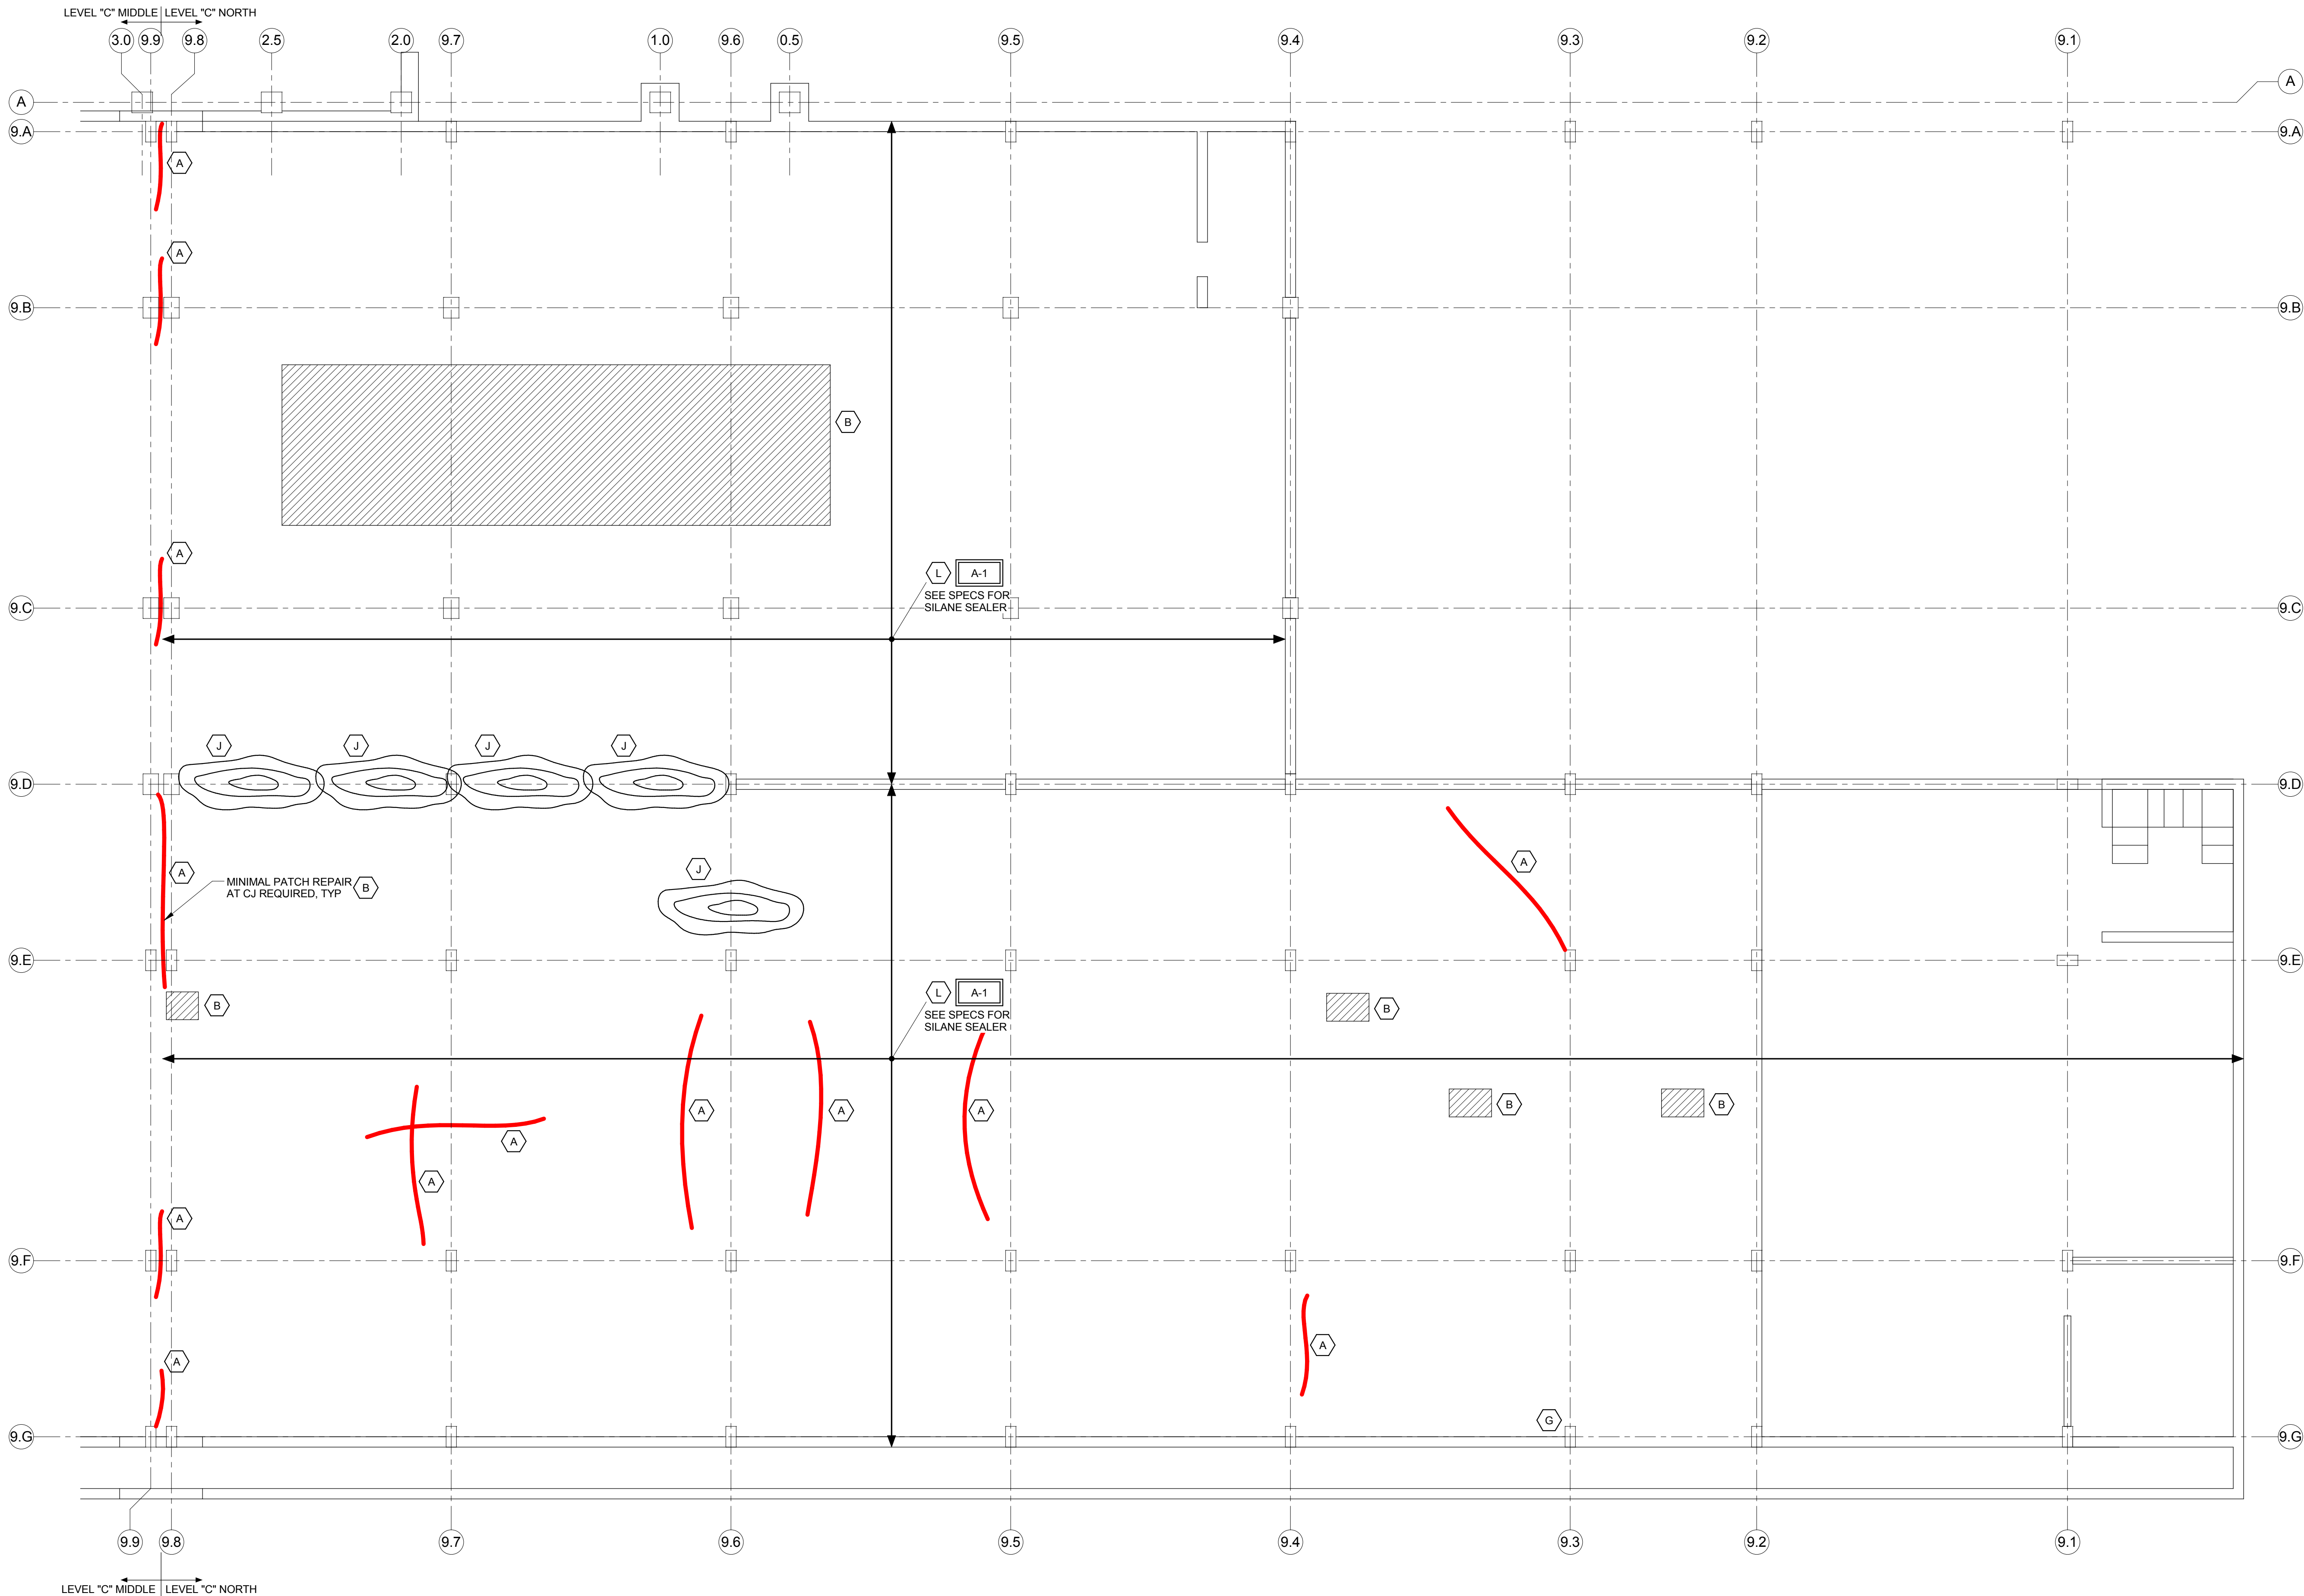 LEVEL "C" MIDDLE LEVEL "C" NORTH
3.0 9.9 9.8 2.5 2.0 9.7 1.0 9.6 0.5 9.5 9.4 9.3 9.2 9.1
A A
9.A 9.A
A
A
9.B 9.B
B
A
L A-1
SEE SPECS FOR
SILANE SEALER
9.C 9.C
J J J J
9.D 9.D
A
J
A
MINIMAL PATCH REPAIR
AT CJ REQUIRED, TYP
B
9.E 9.E
L A-1
SEE SPECS FOR
SILANE SEALER
B
B
B B
A A A
A
A
A
9.F 9.F
A
A
G
9.G 9.G
9.9 9.8 9.7 9.6 9.5 9.4 9.3 9.2 9.1
LEVEL "C" MIDDLE LEVEL "C" NORTH